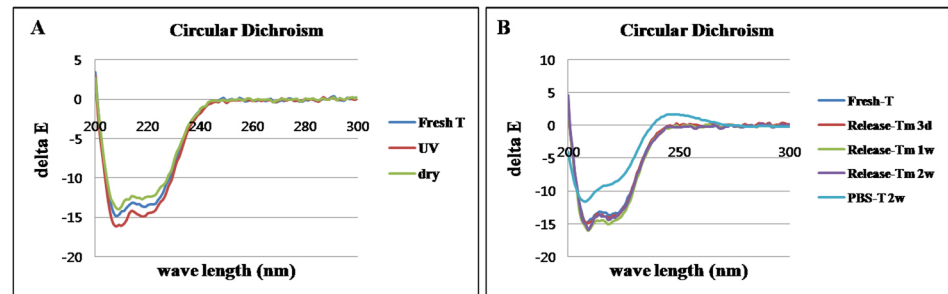 A
Circular Dichroism
5
0
-5
-10
-15
-20
200
220
240
260
280
300
delta E
wave length (nm)
Fresh T
UV
dry
B
Circular Dichroism
10
5
0
-5
-10
-15
-20
200
250
300
delta E
wave length (nm)
Fresh-T
Release-Tm 3d
Release-Tm 1w
Release-Tm 2w
PBS-T 2w